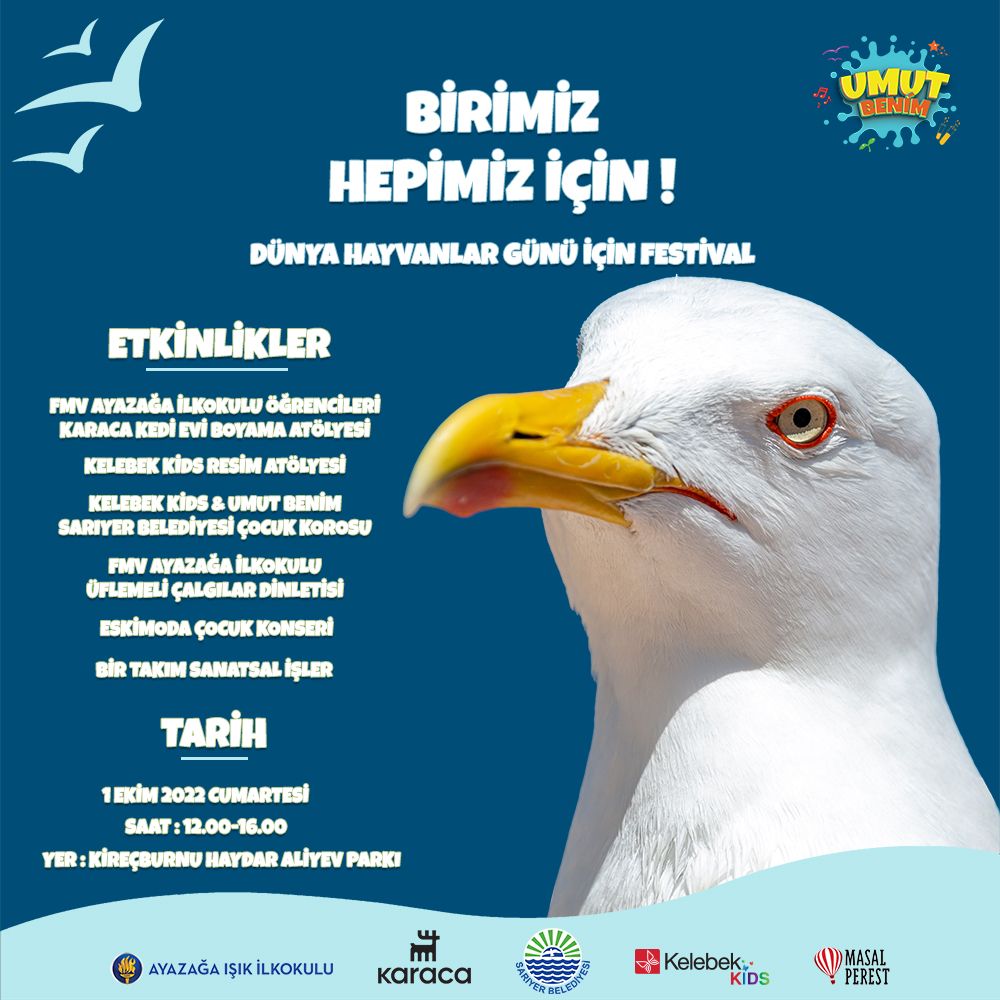 UMUT
BENİM
BİRİMİZ
HEPİMİZ İÇİN !
DÜNYA HAYVANLAR GÜNÜ İÇİN FESTİVAL
ETKİNLİKLER
FMV AYAZAĞA İLKOKULU ÖĞRENCİLERİ
KARACA KEDİ EVİ BOYAMA ATÖLYESİ
KELEBEK KİDS RESİM ATÖLYESİ
KELEBEK KİDS & UMUT BENİM
SARIYER BELEDİYESİ ÇOCUK KOROSU
FMV AYAZAĞA İLKOKULU
ÜFLEMELİ ÇALGILAR DİNLETİSİ
ESKİMODA ÇOCUK KONSERİ
BİR TAKIM SANATSAL İŞLER
TARİH
1 EKİM 2022 CUMARTESİ
SAAT : 12.00-16.00
YER : KİREÇBURNU HAYDAR ALİYEV PARKI
AYAZAĞA IŞIK İLKOKULU
karaca
SARIYER BELEDİYESİ
Kelebek
KİDS
MASAL
PEREST